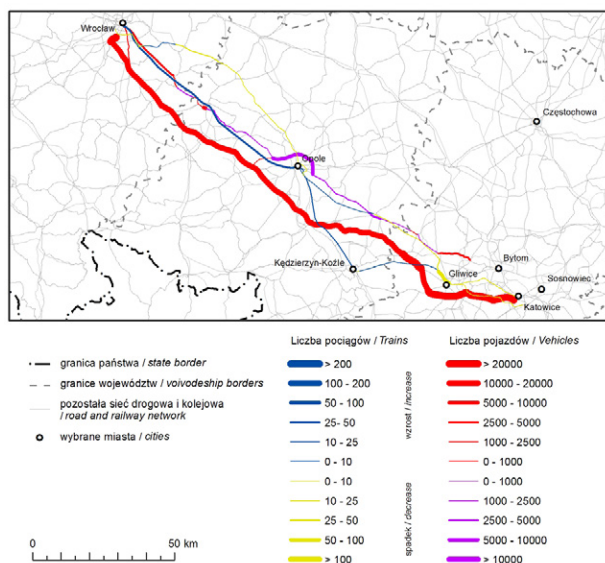 Wrocław
Częstochowa
Opole
Kędzierzyn-Koźle
Bytom
Gliwice
Sosnowiec
Katowice
granica państwa / state border
granice województw / voivodeship borders
pozostała sieć drogowa i kolejowa
/ road and railway network
wybrane miasta / cities
0 50 km
Liczba pociągów / Trains
> 200
100 - 200
50 - 100
25 - 50
10 - 25
0 - 10
0 - 10
10 - 25
25 - 50
50 - 100
> 100
wzrost / increase
spadek / decrease
Liczba pojazdów / Vehicles
> 20000
10000 - 20000
5000 - 10000
2500 - 5000
1000 - 2500
0 - 1000
0 - 1000
1000 - 2500
2500 - 5000
5000 - 10000
> 10000